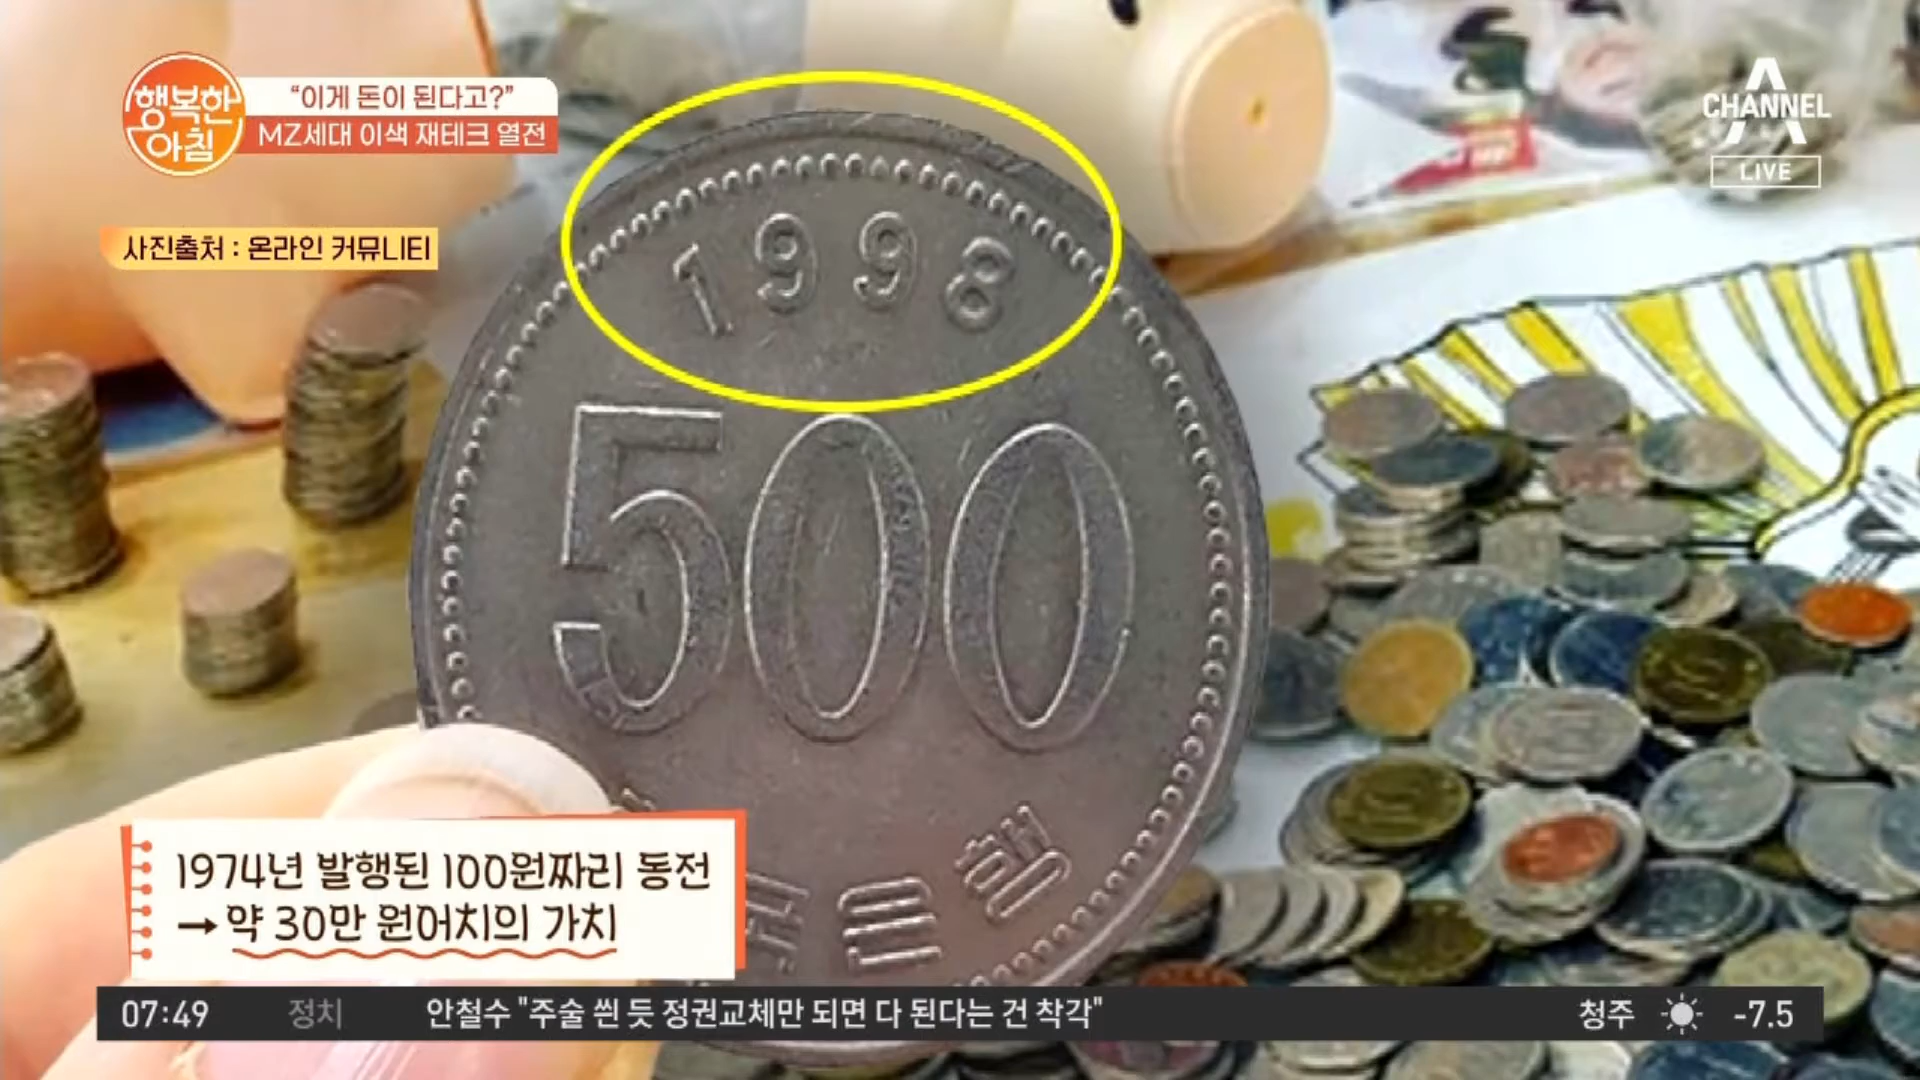 행복한
아침
“이게 돈이 된다고?”
MZ세대 이색 재테크 열전
CHANNEL A
LIVE
사진출처 : 온라인 커뮤니티
1998
500
은행
1974년 발행된 100원짜리 동전
→ 약 30만 원어치의 가치
07:49 정치 안철수 "주술 씐 듯 정권교체만 되면 다 된다는 건 착각" 청주 -7.5